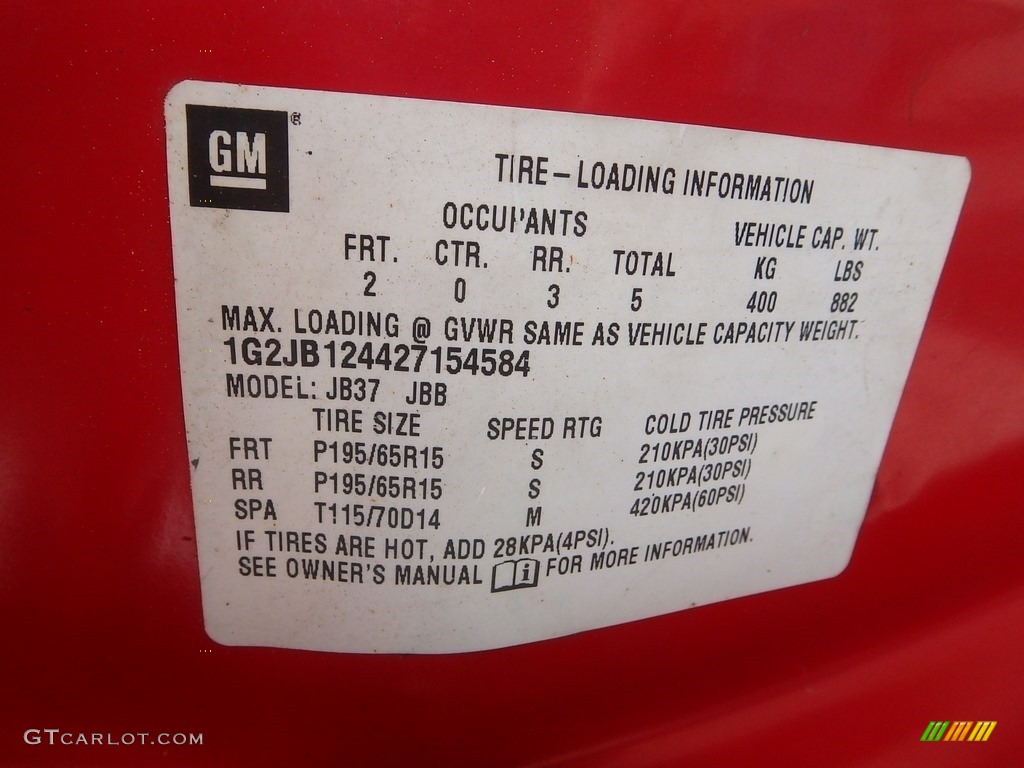 GM®
TIRE–LOADING INFORMATION
OCCUPANTS VEHICLE CAP. WT.
FRT. CTR. RR. TOTAL KG LBS
2 0 3 5 400 882
MAX. LOADING @ GVWR SAME AS VEHICLE CAPACITY WEIGHT.
1G2JB124427154584
MODEL: JB37 JBB
TIRE SIZE SPEED RTG COLD TIRE PRESSURE
FRT P195/65R15 S 210KPA(30PSI)
RR P195/65R15 S 210KPA(30PSI)
SPA T115/70D14 M 420KPA(60PSI)
IF TIRES ARE HOT, ADD 28KPA(4PSI).
SEE OWNER'S MANUAL i FOR MORE INFORMATION.
GTCARLOT.COM